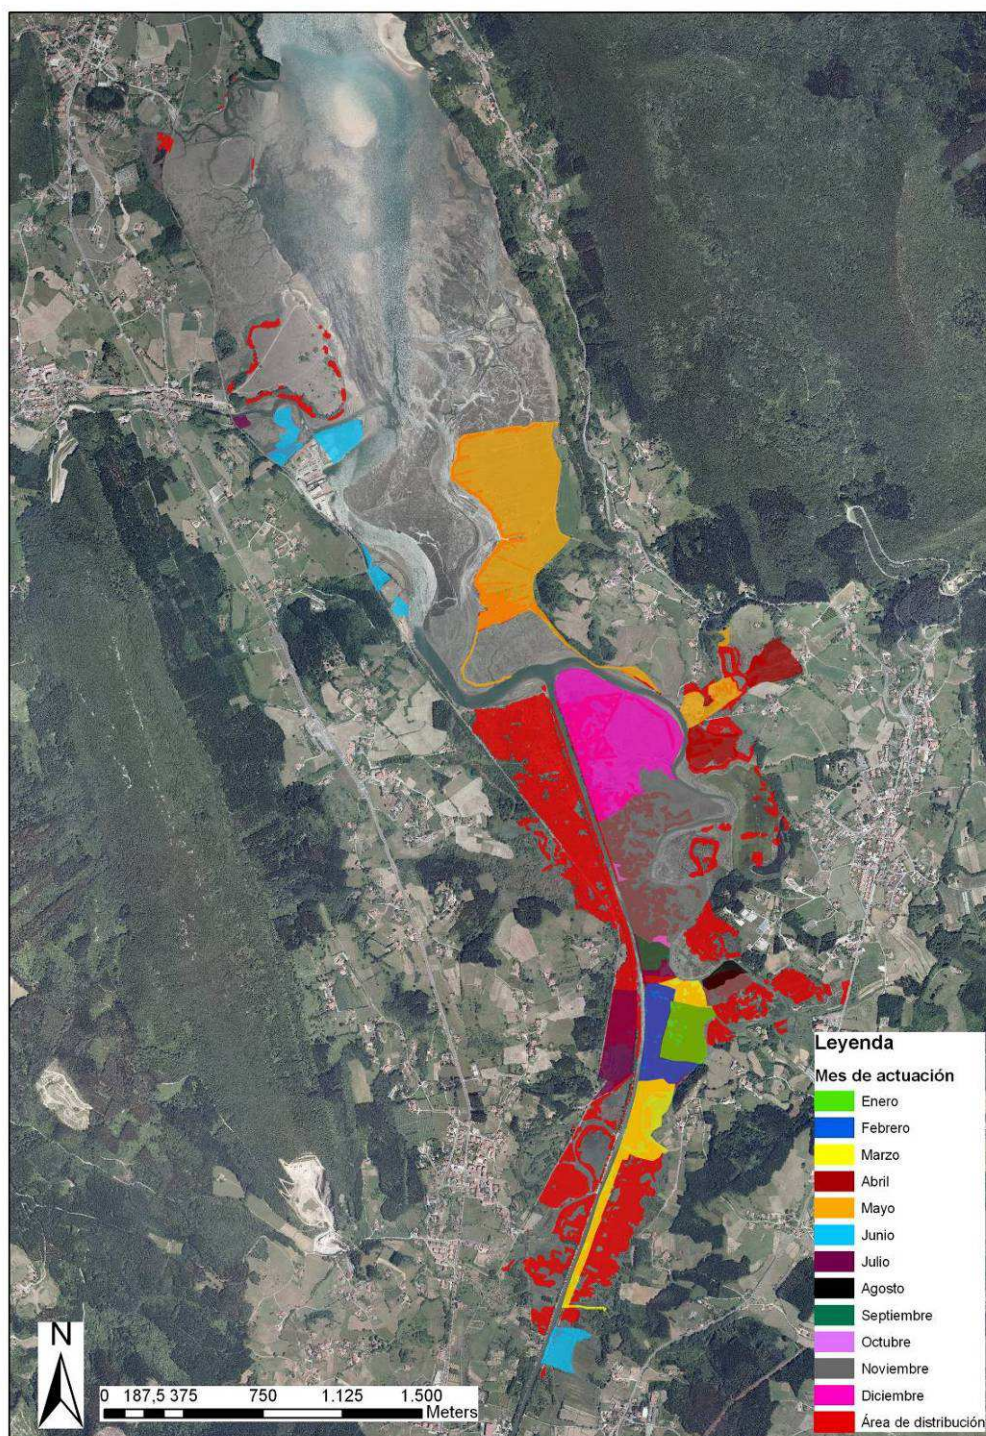 Leyenda
Mes de actuación
Enero
Febrero
Marzo
Abril
Mayo
Junio
Julio
Agosto
Septiembre
Octubre
Noviembre
Diciembre
Área de distribución
N
0 187,5 375 750 1.125 1.500
Meters